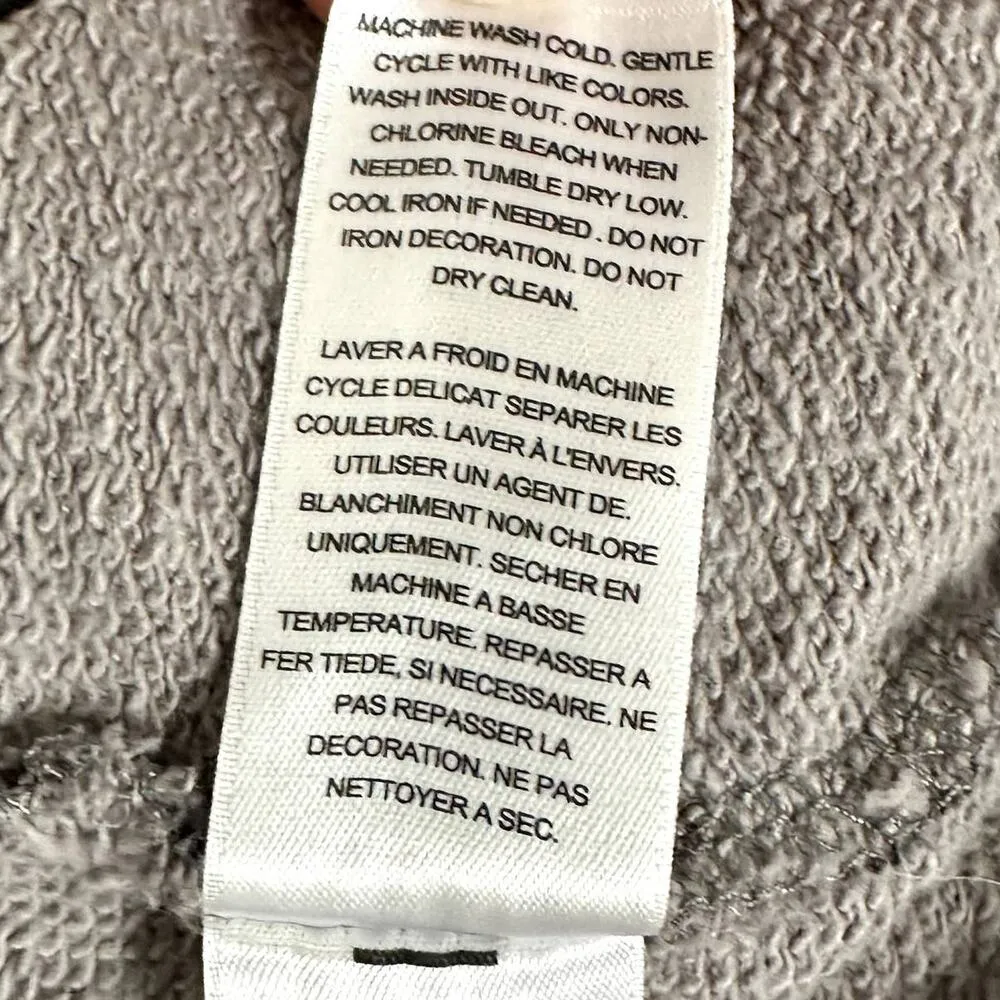 MACHINE WASH COLD. GENTLE
CYCLE WITH LIKE COLORS.
WASH INSIDE OUT. ONLY NON-
CHLORINE BLEACH WHEN
NEEDED. TUMBLE DRY LOW.
COOL IRON IF NEEDED . DO NOT
IRON DECORATION. DO NOT
DRY CLEAN.
LAVER A FROID EN MACHINE
CYCLE DELICAT SEPARER LES
COULEURS. LAVER À L'ENVERS.
UTILISER UN AGENT DE.
BLANCHIMENT NON CHLORE
UNIQUEMENT. SECHER EN
MACHINE A BASSE
TEMPERATURE. REPASSER A
FER TIEDE, SI NECESSAIRE. NE
PAS REPASSER LA
DECORATION. NE PAS
NETTOYER A SEC.